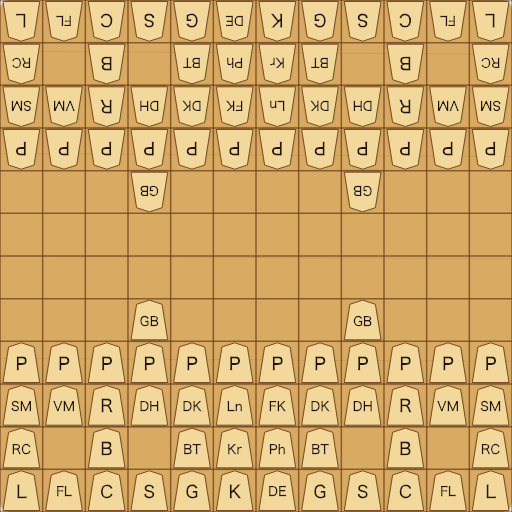 L FL C S G DE K G S C FL L
RC B BT Ph Kr BT B RC
SM VM R DH DK FK Ln DK DH R VM SM
P P P P P P P P P P P P
GB GB
GB GB
P P P P P P P P P P P P
SM VM R DH DK Ln FK DK DH R VM SM
RC B BT Kr Ph BT B RC
L FL C S G K DE G S C FL L